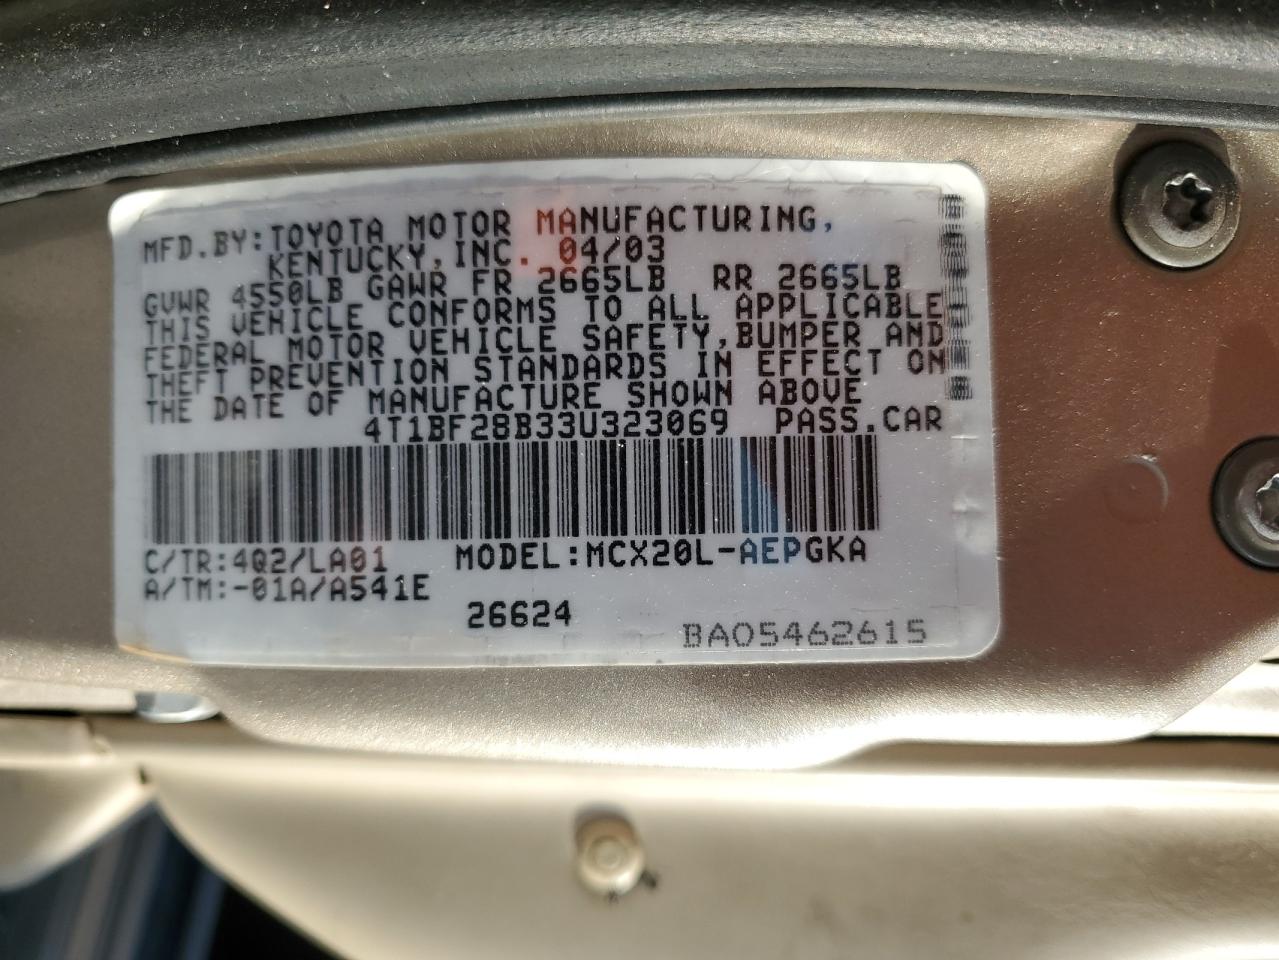 MFD.BY:TOYOTA MOTOR MANUFACTURING,
KENTUCKY,INC. 04/03
GVWR 4550LB GAWR FR 2665LB RR 2665LB
THIS VEHICLE CONFORMS TO ALL APPLICABLE
FEDERAL MOTOR VEHICLE SAFETY,BUMPER AND
THEFT PREVENTION STANDARDS IN EFFECT ON
THE DATE OF MANUFACTURE SHOWN ABOVE
4T1BF28B33U323069 PASS.CAR
C/TR:4Q2/LA01 MODEL:MCX20L-AEPGKA
A/TM:-01A/A541E
26624
BA05462615